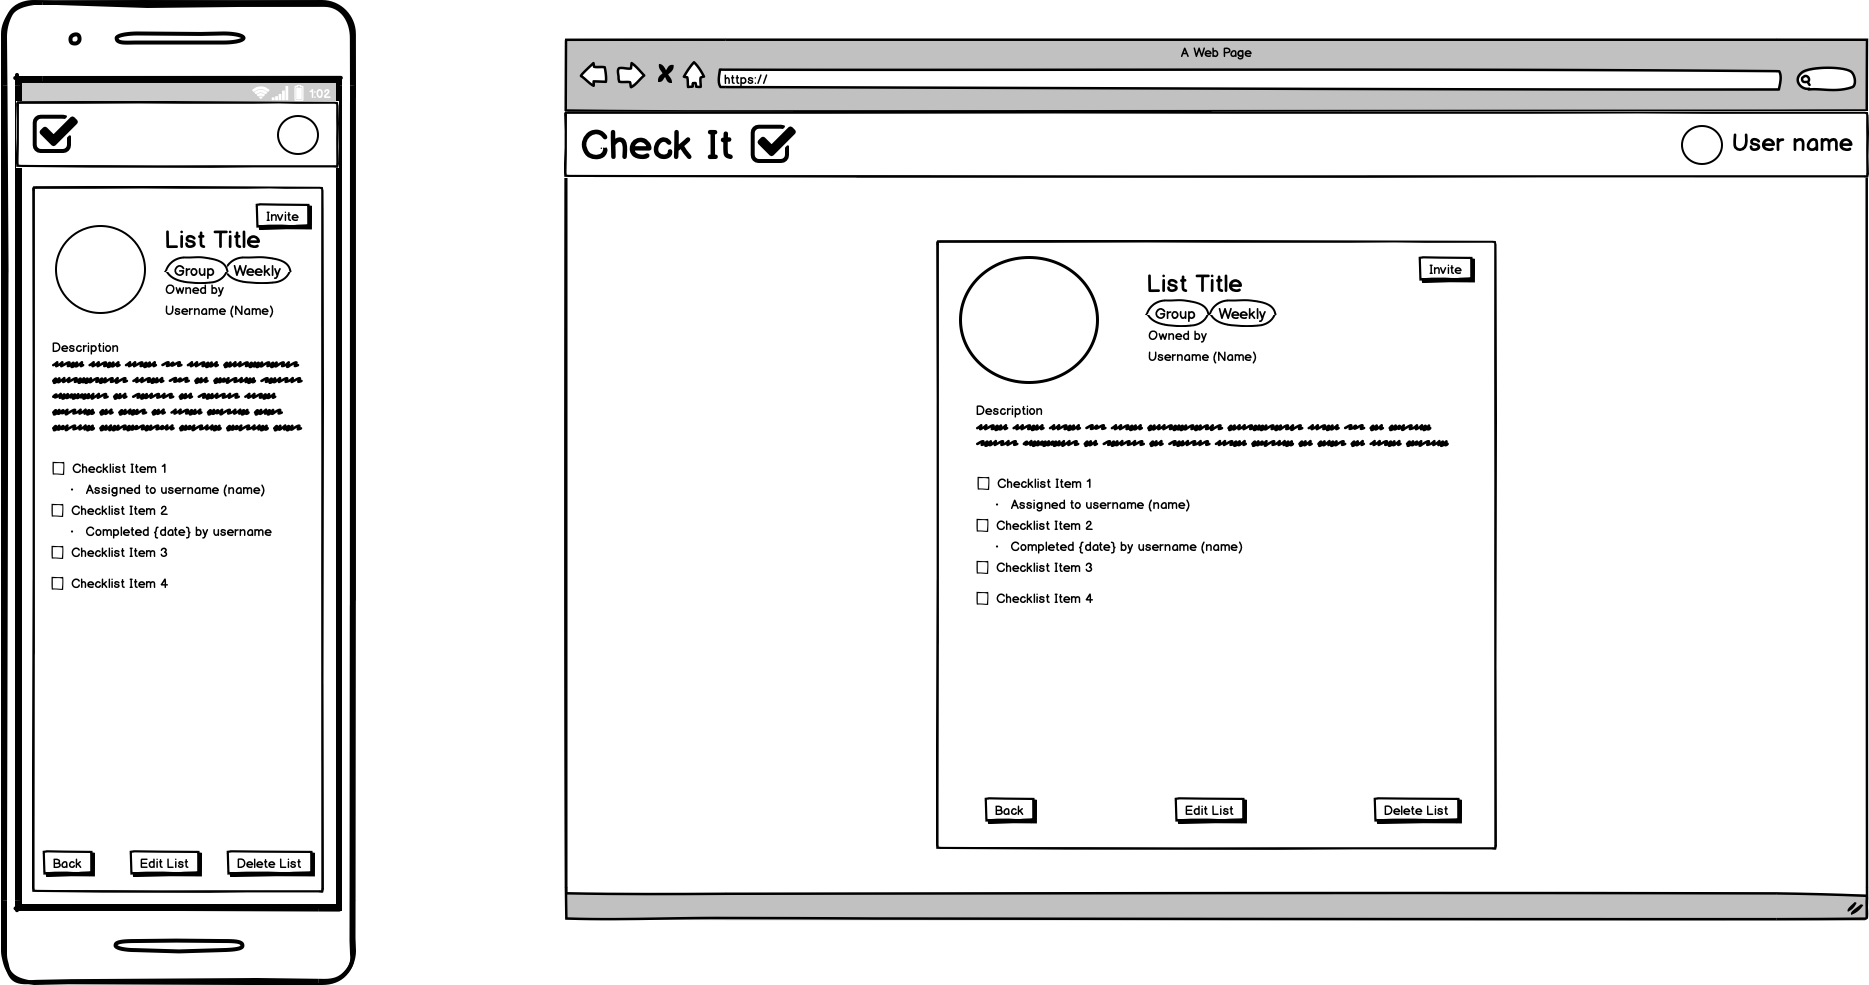 1:02
Invite
List Title
Group Weekly
Owned by
Username (Name)
Description
Checklist Item 1
· Assigned to username (name)
Checklist Item 2
· Completed {date} by username
Checklist Item 3
Checklist Item 4
Back Edit List Delete List
A Web Page
https://
Check It User name
Invite
List Title
Group Weekly
Owned by
Username (Name)
Description
Checklist Item 1
· Assigned to username (name)
Checklist Item 2
· Completed {date} by username (name)
Checklist Item 3
Checklist Item 4
Back Edit List Delete List